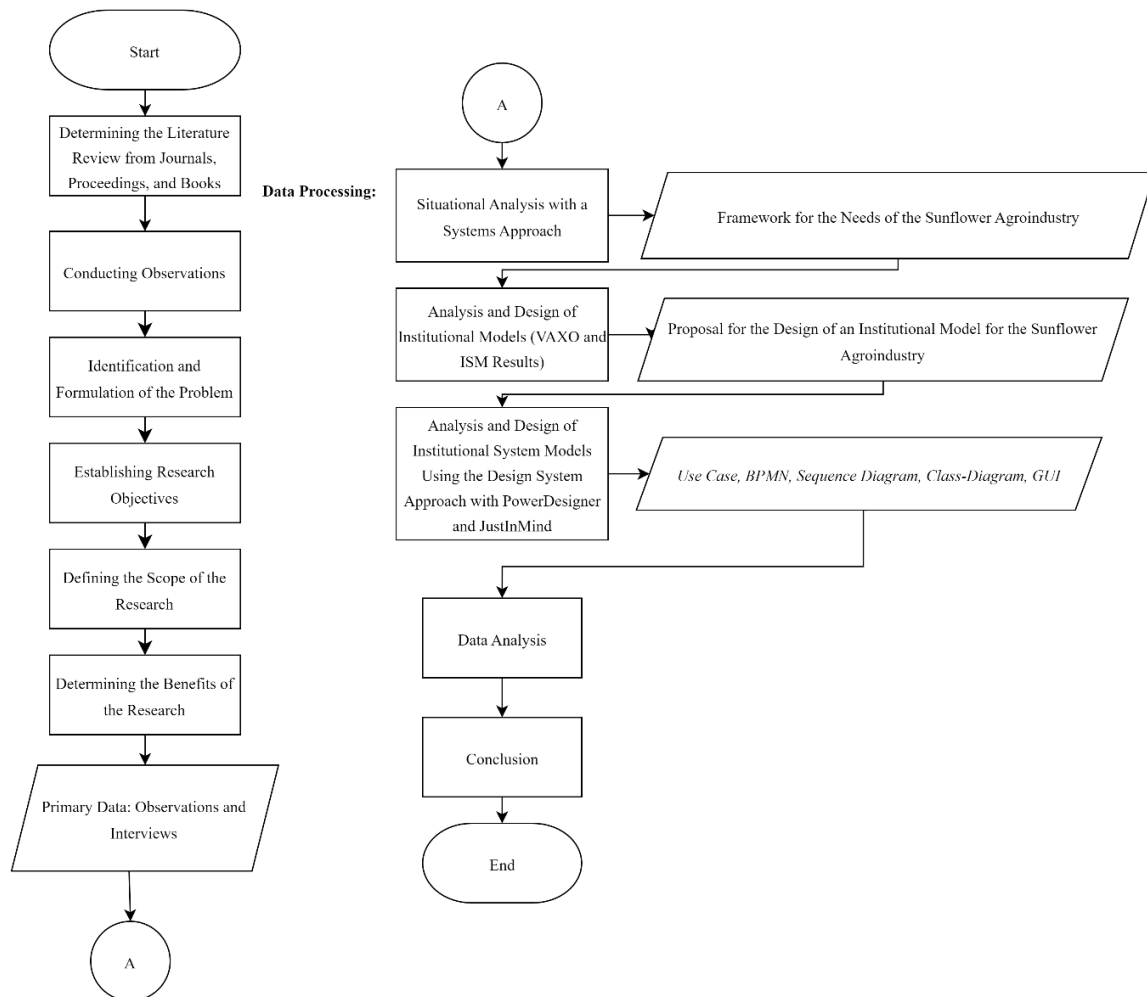 Start
Determining the Literature
Review from Journals,
Proceedings, and Books
Conducting Observations
Identification and
Formulation of the Problem
Establishing Research
Objectives
Defining the Scope of the
Research
Determining the Benefits of
the Research
Primary Data: Observations and
Interviews
A
A
Data Processing:
Situational Analysis with a
Systems Approach
Framework for the Needs of the Sunflower Agroindustry
Analysis and Design of
Institutional Models (VAXO and
ISM Results)
Proposal for the Design of an Institutional Model for the Sunflower
Agroindustry
Analysis and Design of
Institutional System Models
Using the Design System
Approach with PowerDesigner
and JustInMind
Use Case, BPMN, Sequence Diagram, Class-Diagram, GUI
Data Analysis
Conclusion
End